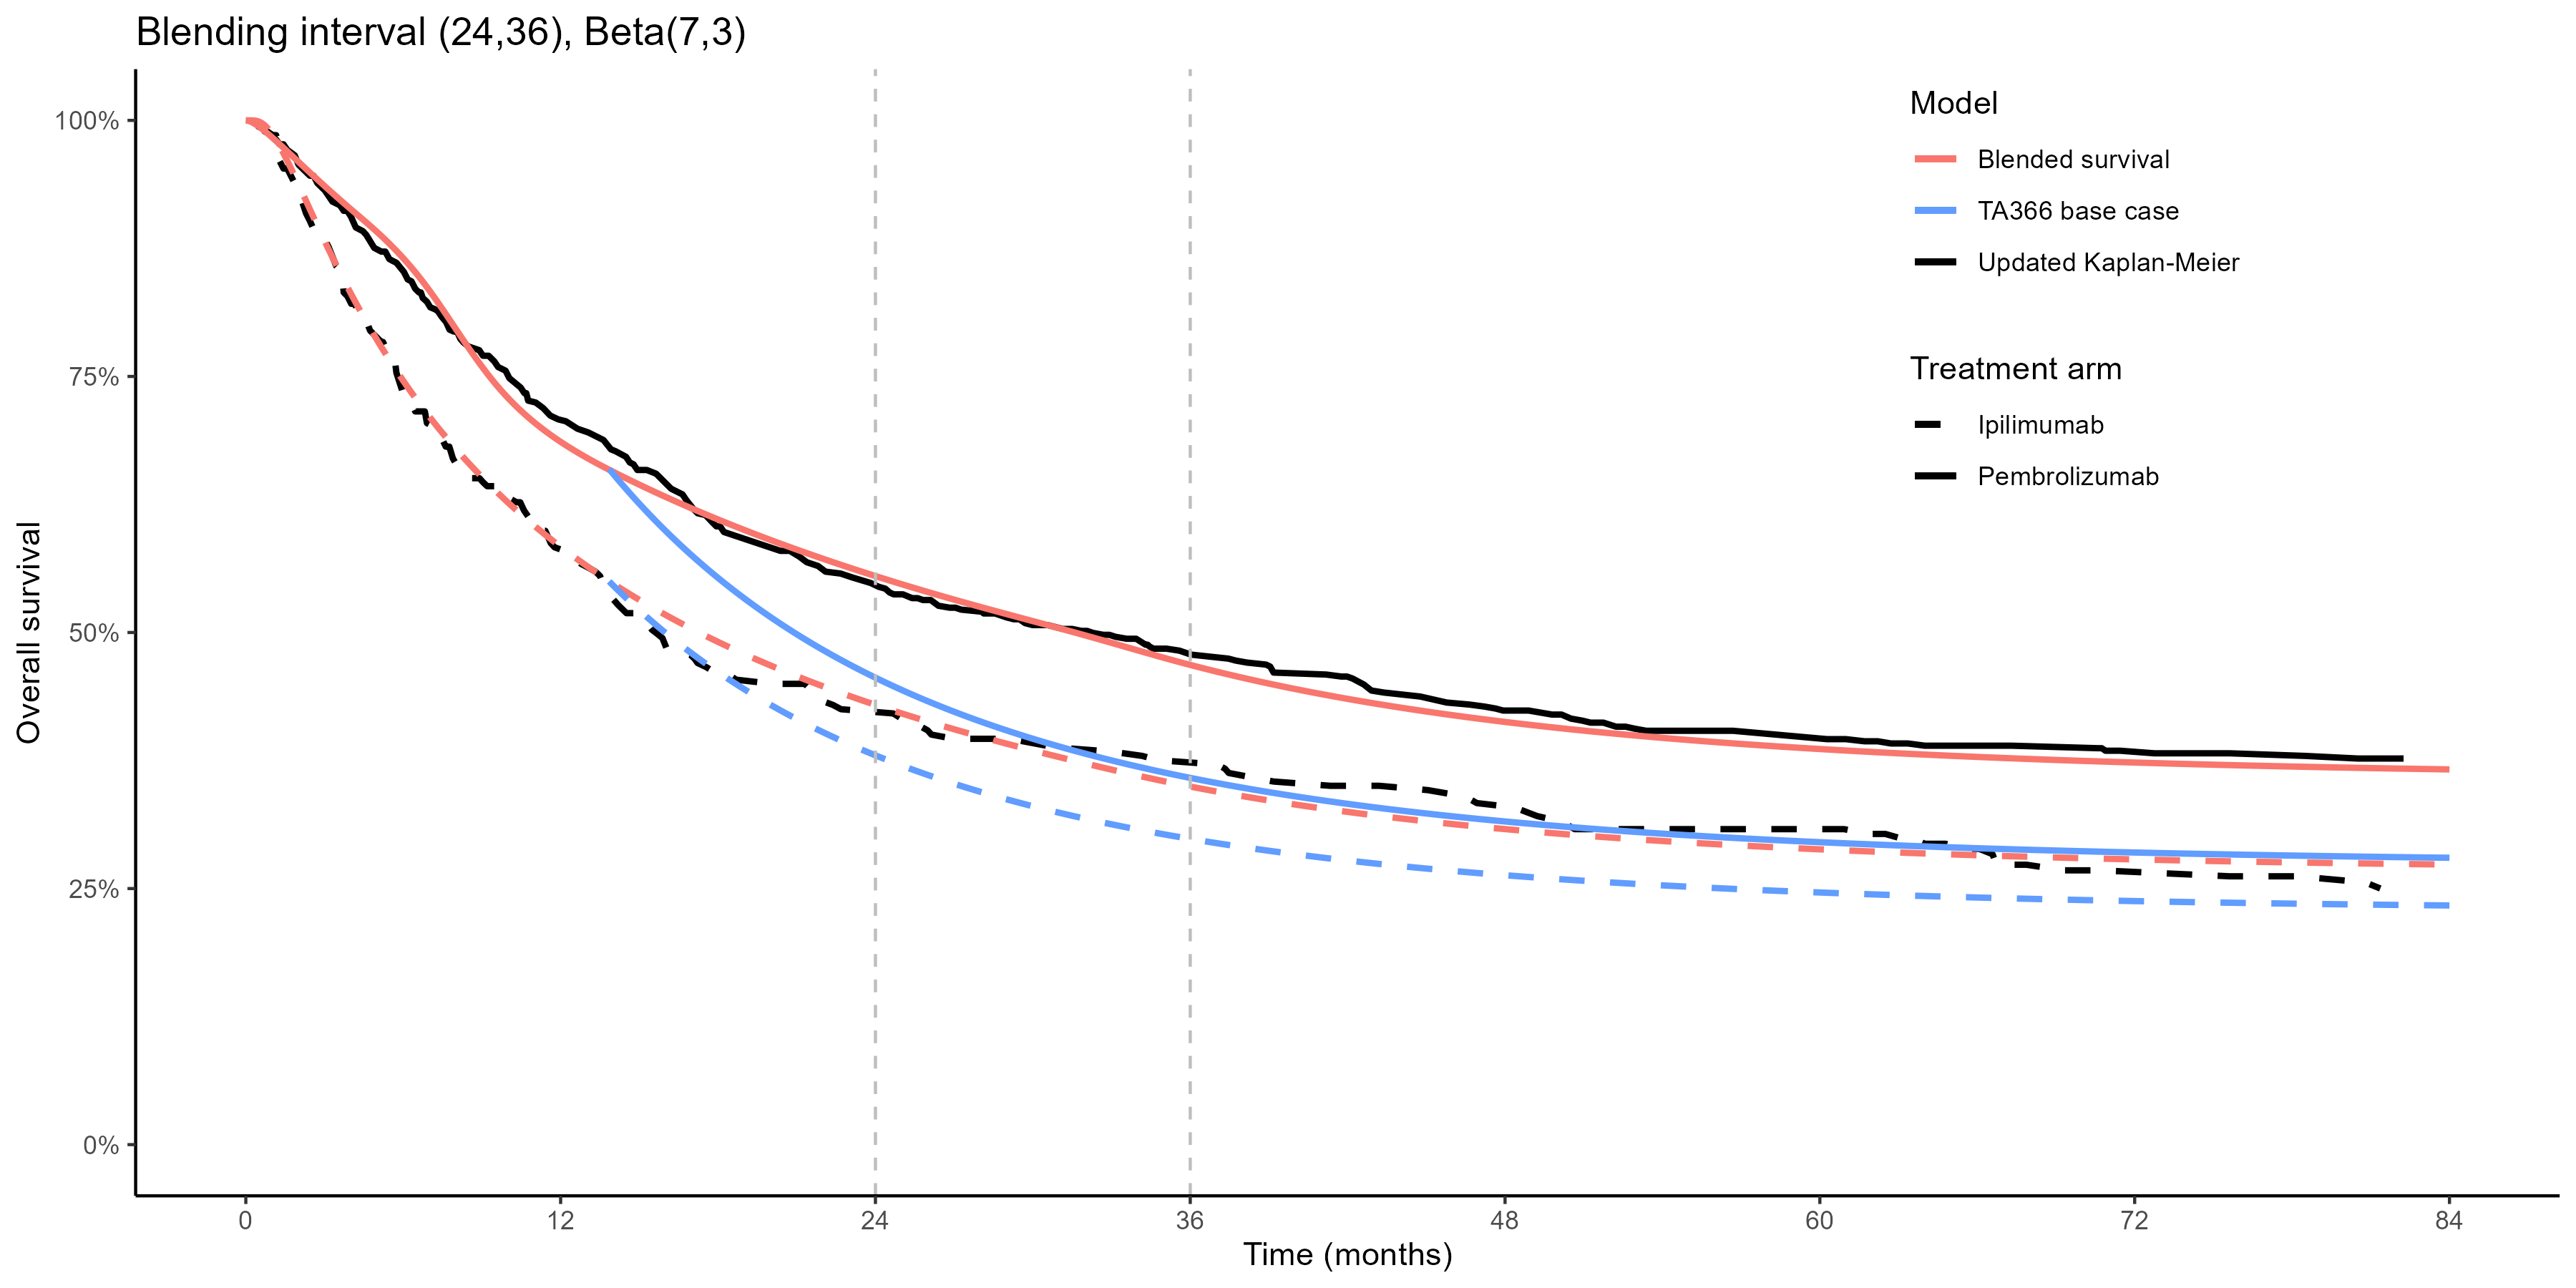 Blending interval (24,36), Beta(7,3)
Model
Blended survival
TA366 base case
Updated Kaplan-Meier
Treatment arm
Ipilimumab
Pembrolizumab
Overall survival
100%
75%
50%
25%
0%
0 12 24 36 48 60 72 84
Time (months)